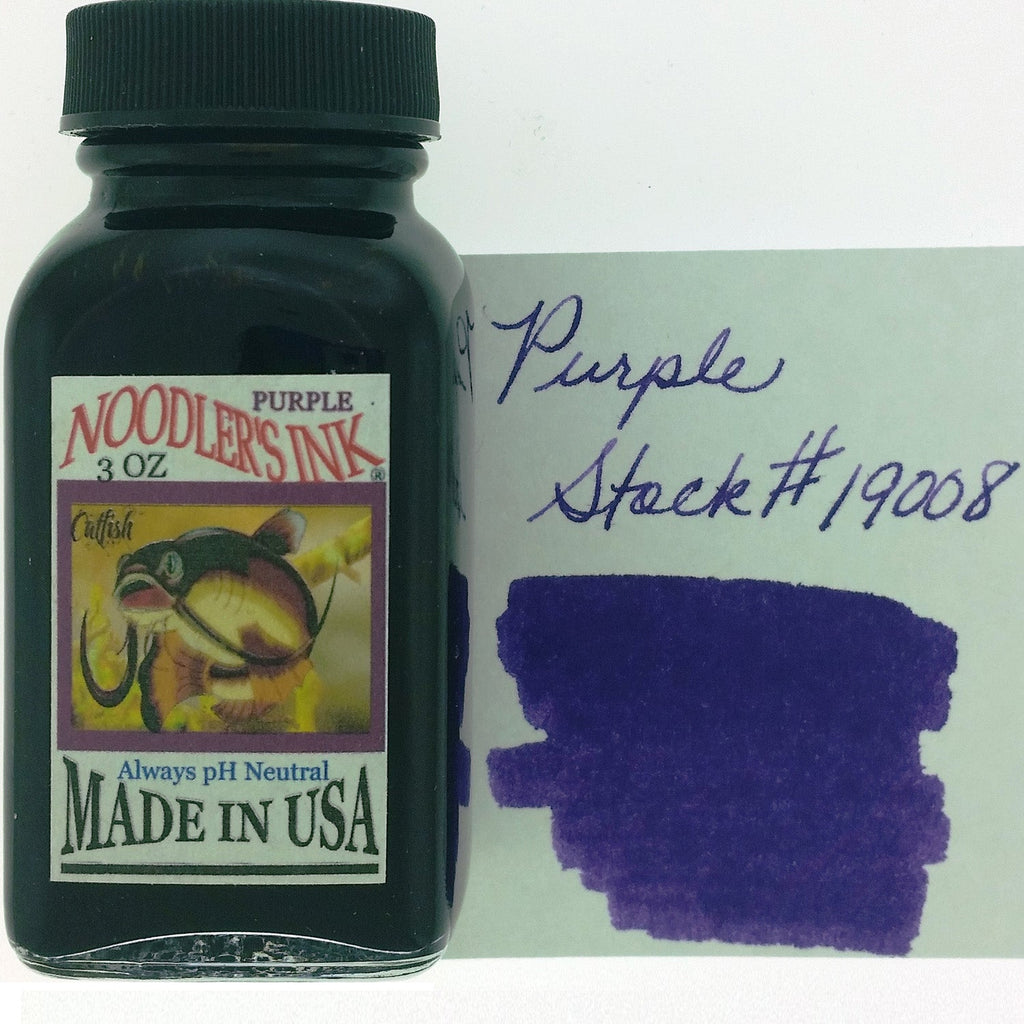 PURPLE
NOODLER'S INK®
3 OZ
Catfish
Always pH Neutral
MADE IN USA
Purple
Stock # 19008